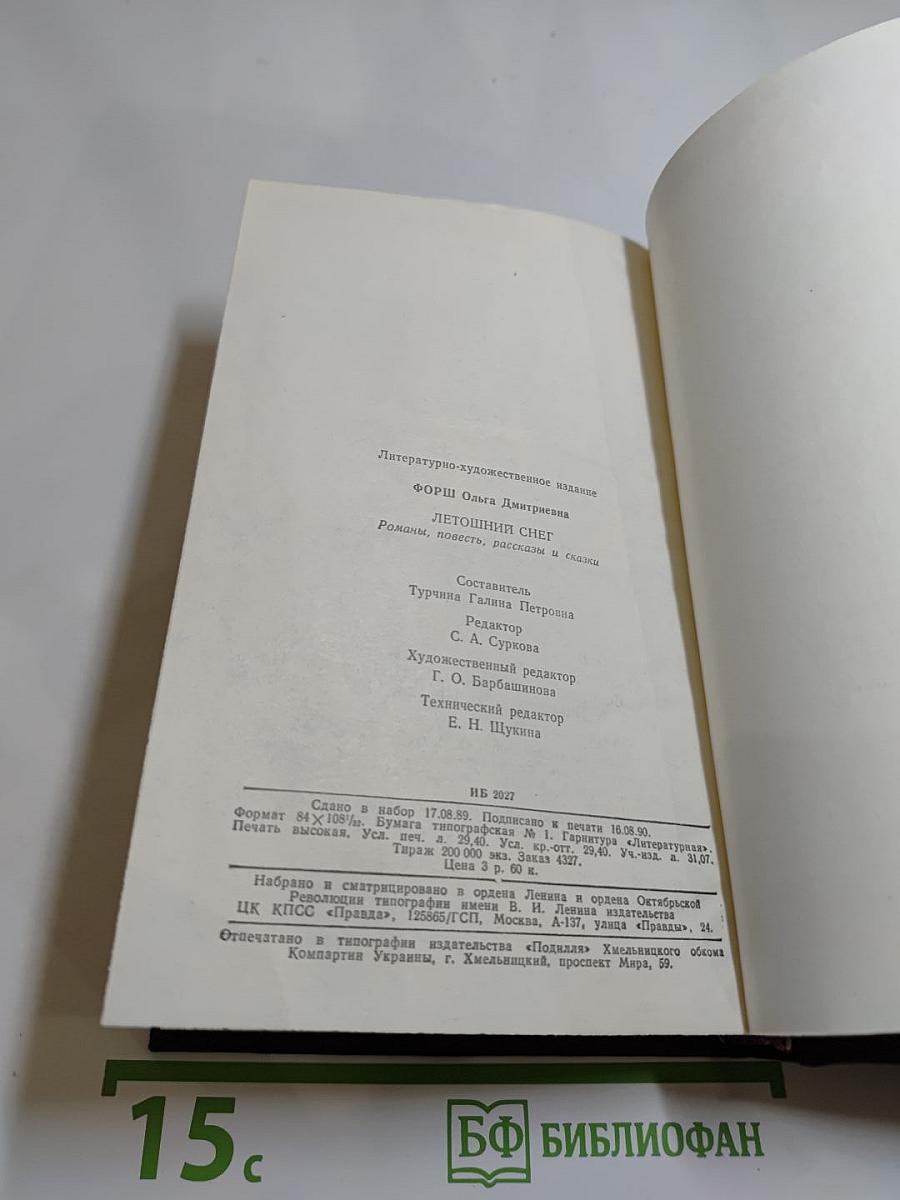 Литературно-художественное издание
ФОРШ Ольга Дмитриевна
ЛЕТОШНИЙ СНЕГ
Романы, повесть, рассказы и сказки
Составитель
Турчина Галина Петровна
Редактор
С. А. Суркова
Художественный редактор
Г. О. Барбашинова
Технический редактор
Е. Н. Щукина
ИБ 2027
Сдано в набор 17.08.89. Подписано к печати 16.08.90.
Формат 84×108¹/₃₂. Бумага типографская № 1. Гарнитура «Литературная».
Печать высокая. Усл. печ. л. 29,40. Усл. кр.-отт. 29,40. Уч.-изд. л. 31,07.
Тираж 200 000 экз. Заказ 4327.
Цена 3 р. 60 к.
Набрано и сматрицировано в ордена Ленина и ордена Октябрьской
Революции типографии имени В. И. Ленина издательства
ЦК КПСС «Правда», 125865/ГСП, Москва, А-137, улица «Правды», 24.
Отпечатано в типографии издательства «Подилля» Хмельницкого обкома
Компартии Украины, г. Хмельницкий, проспект Мира, 59.
15 с
БФ БИБЛИОФАН